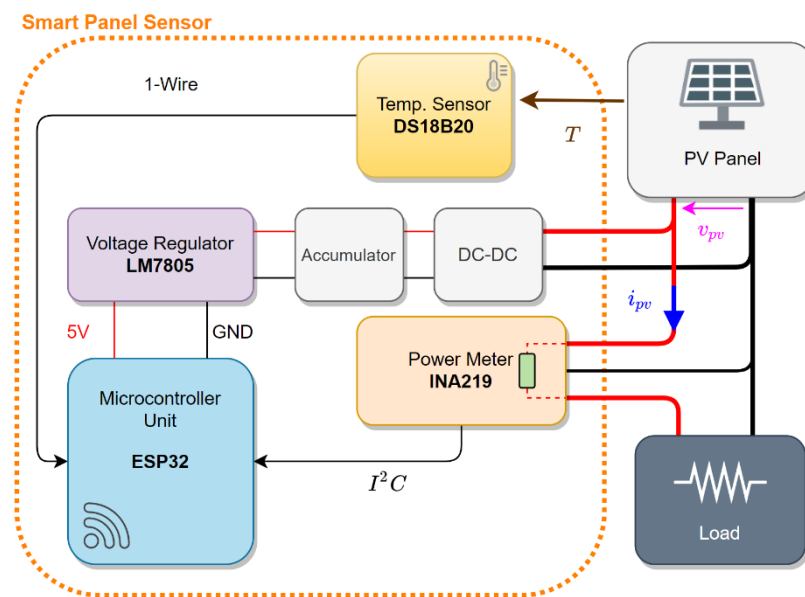 Smart Panel Sensor
1-Wire
Temp. Sensor
DS18B20
T
PV Panel
v_pv
Voltage Regulator
LM7805
Accumulator
DC-DC
i_pv
5V
GND
Power Meter
INA219
Microcontroller
Unit
ESP32
I²C
Load